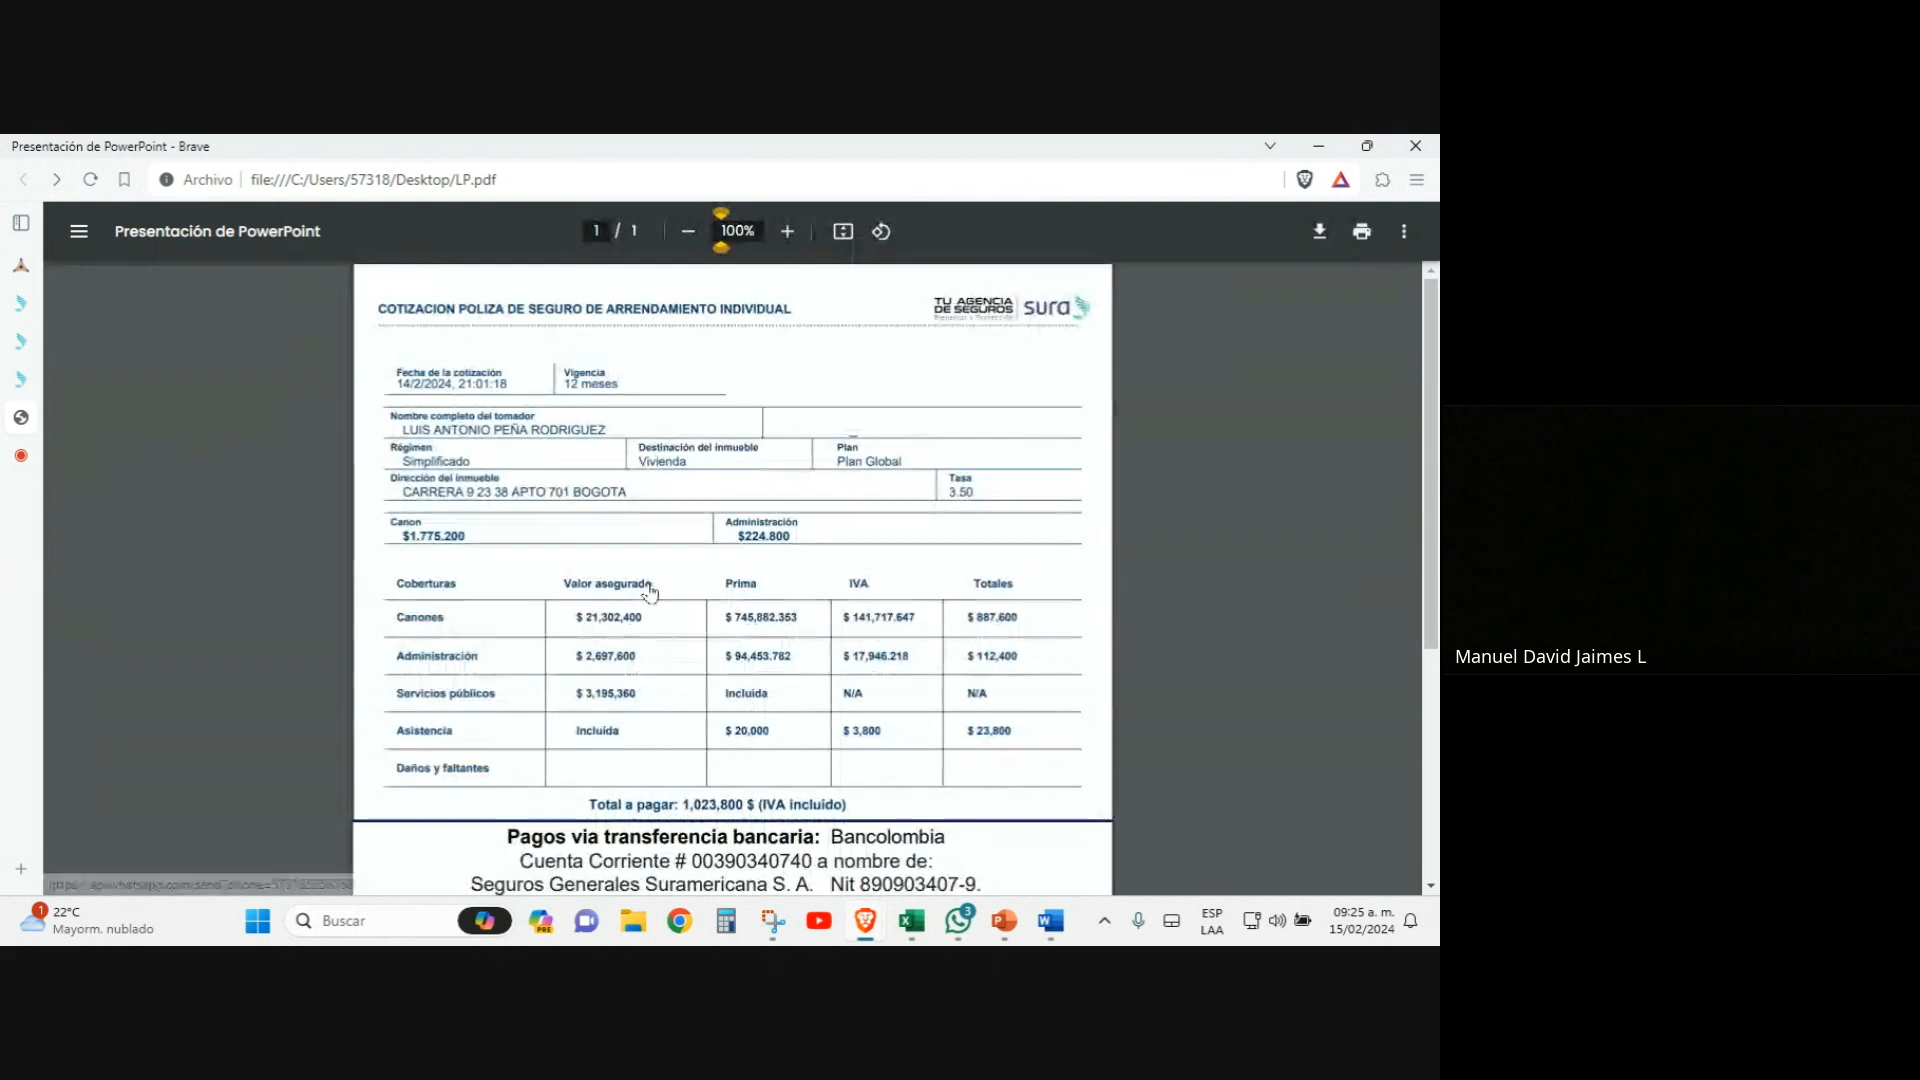 Presentación de PowerPoint - Brave
Archivo file:///C:/Users/57318/Desktop/LP.pdf
Presentación de PowerPoint 1 / 1 100%
COTIZACION POLIZA DE SEGURO DE ARRENDAMIENTO INDIVIDUAL
TU AGENCIA
DE SEGUROS
sura
Fecha de la cotización Vigencia
14/2/2024, 21:01:18 12 meses
Nombre completo del tomador
LUIS ANTONIO PEÑA RODRIGUEZ
Régimen Destinación del inmueble Plan
Simplificado Vivienda Plan Global
Dirección del inmueble Tasa
CARRERA 9 23 38 APTO 701 BOGOTA 3.50
Canon Administración
$1.775.200 $224.800
Coberturas Valor asegurado Prima IVA Totales
Canones $ 21,302,400 $ 745,882.353 $ 141,717.647 $ 887,600
Administración $ 2,697,600 $ 94,453.782 $ 17,946.218 $ 112,400
Servicios públicos $ 3,195,360 Incluida N/A N/A
Asistencia Incluida $ 20,000 $ 3,800 $ 23,800
Daños y faltantes
Total a pagar: 1,023,800 $ (IVA incluido)
Pagos via transferencia bancaria: Bancolombia
Cuenta Corriente # 00390340740 a nombre de:
Seguros Generales Suramericana S. A. Nit 890903407-9.
Manuel David Jaimes L
1
22°C
Mayorm. nublado
Buscar
PRE
3
ESP
LAA
09:25 a. m.
15/02/2024